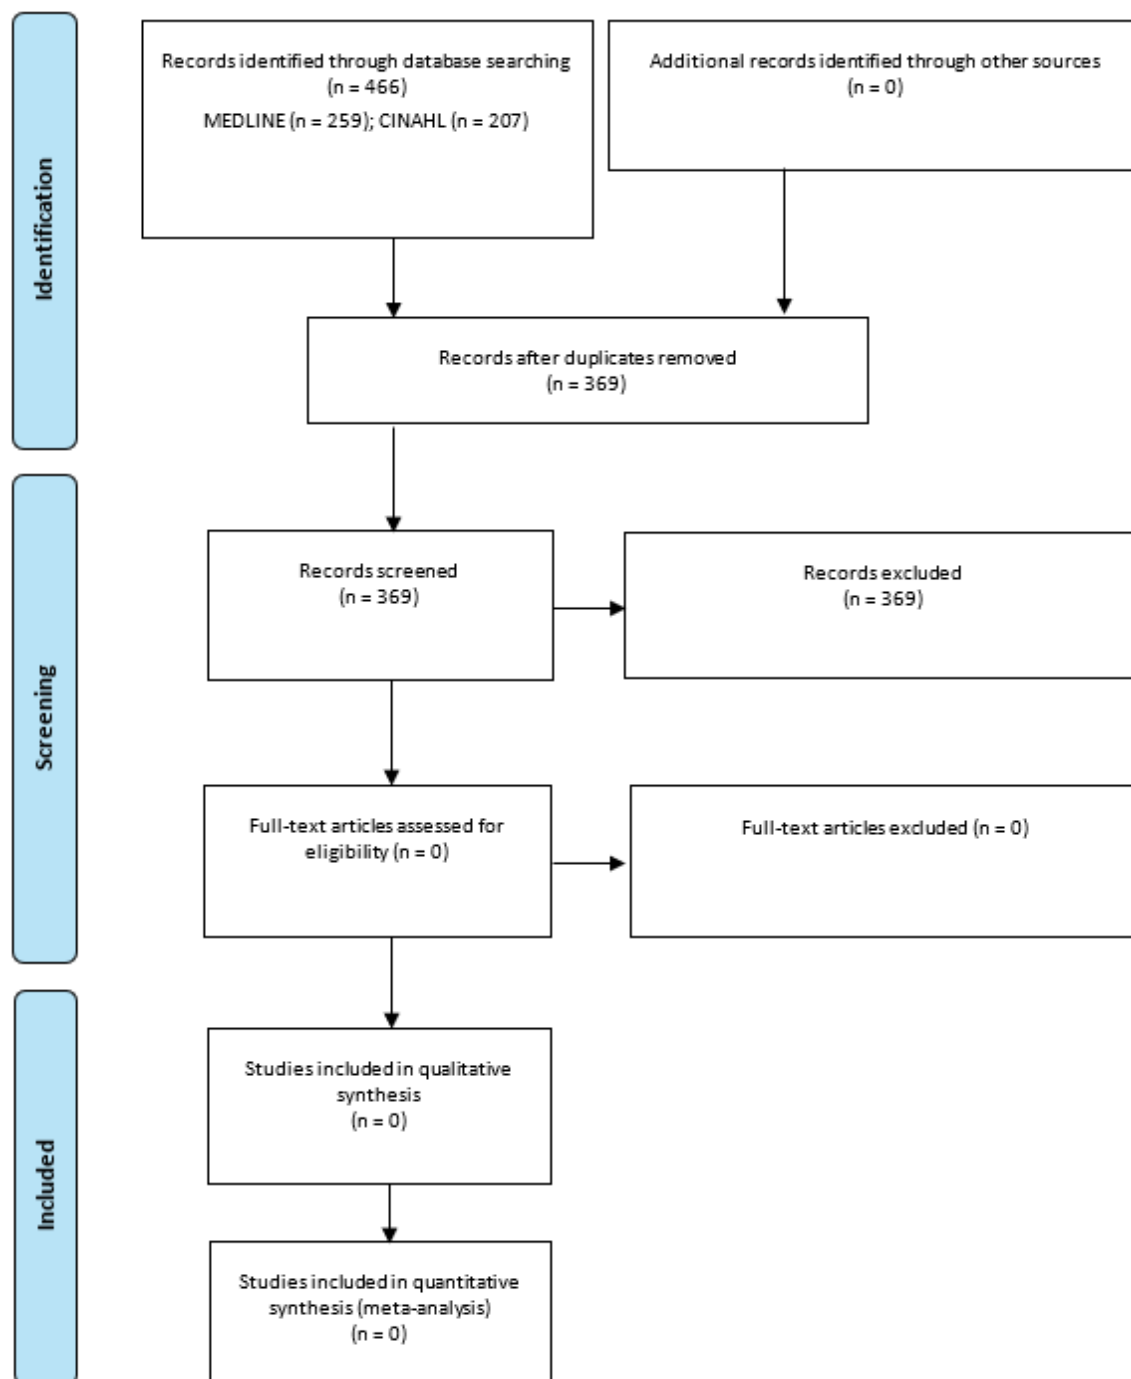 Identification
Records identified through database searching
(n = 466)
MEDLINE (n = 259); CINAHL (n = 207)
Additional records identified through other sources
(n = 0)
Records after duplicates removed
(n = 369)
Screening
Records screened
(n = 369)
Records excluded
(n = 369)
Full-text articles assessed for
eligibility (n = 0)
Full-text articles excluded (n = 0)
Included
Studies included in qualitative
synthesis
(n = 0)
Studies included in quantitative
synthesis (meta-analysis)
(n = 0)